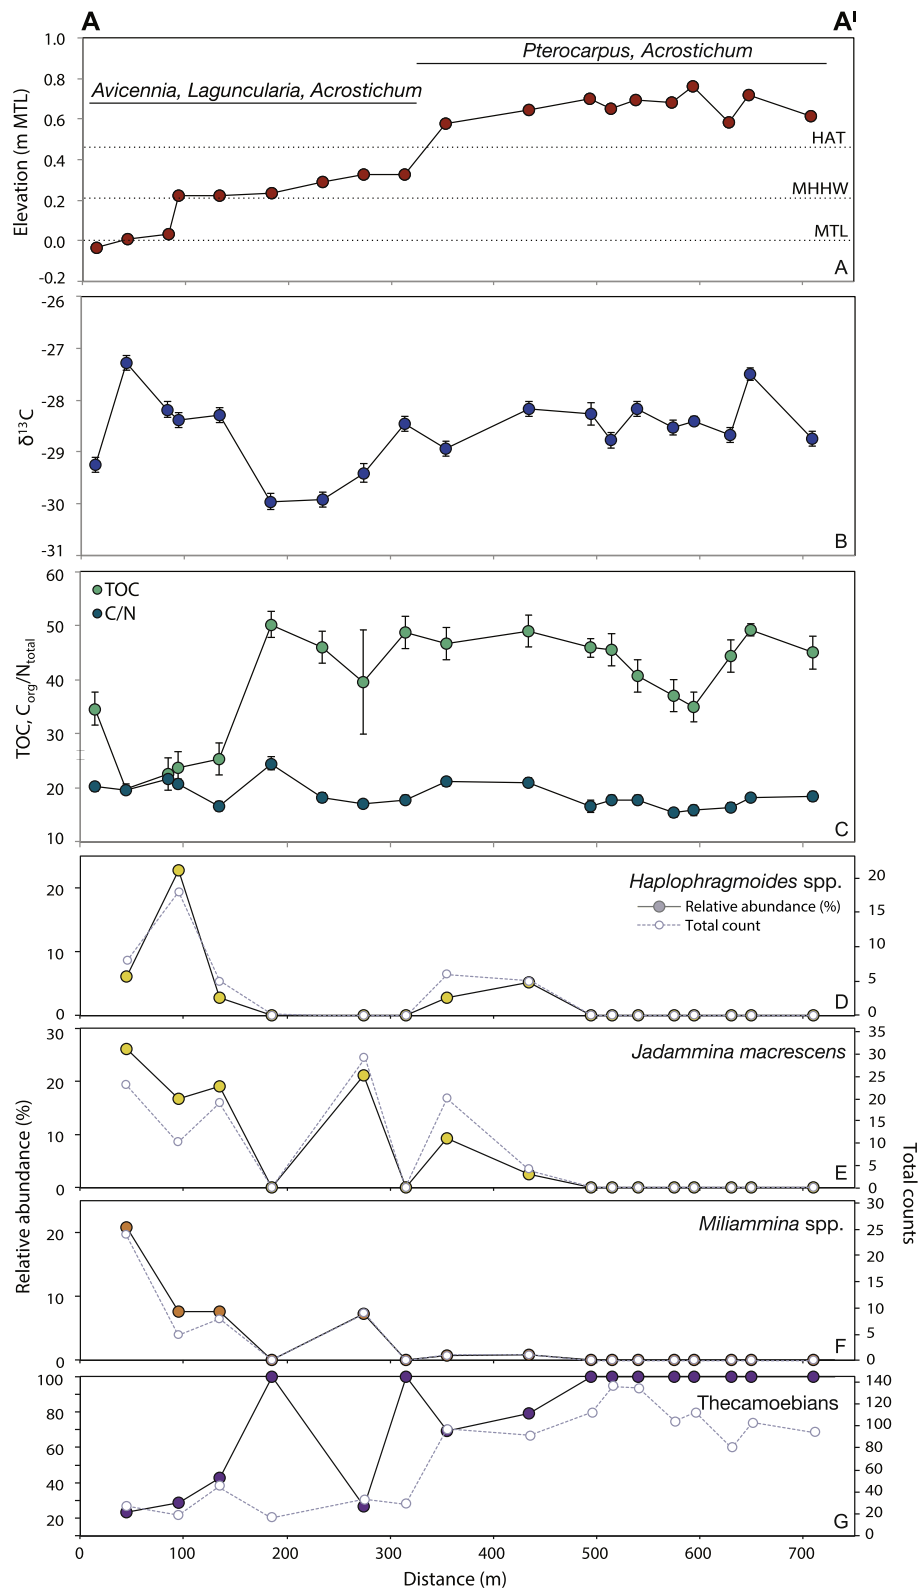 A A'
1.0
Pterocarpus, Acrostichum
0.8
Avicennia, Laguncularia, Acrostichum
0.6
HAT
0.4
MHHW
0.2
MTL
0.0
-0.2
A
Elevation (m MTL)
-26
-27
-28
-29
-30
-31
B
δ¹³C
60
TOC
C/N
50
40
30
20
10
C
TOC, Corg/Ntotal
Haplophragmoides spp.
Relative abundance (%)
Total count
20
10
0
20
15
10
5
0
D
Jadammina macrescens
30
20
10
0
35
30
25
20
15
10
5
0
E
Relative abundance (%)
Total counts
Miliammina spp.
20
10
0
30
25
20
15
10
5
0
F
Thecamoebians
100
80
60
40
20
140
120
100
80
60
40
20
0
G
0 100 200 300 400 500 600 700
Distance (m)